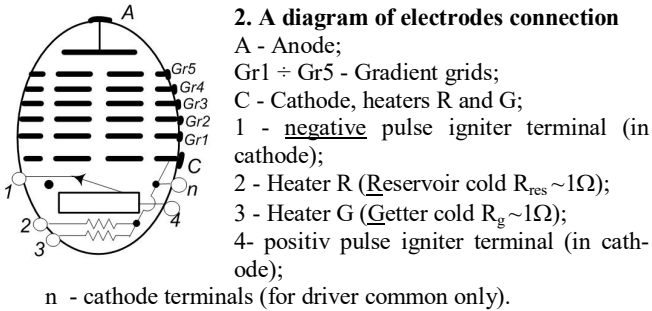 A
Gr5
Gr4
Gr3
Gr2
Gr1
C
1
n
4
2
3
2. A diagram of electrodes connection
A - Anode;
Gr1 ÷ Gr5 - Gradient grids;
C - Cathode, heaters R and G;
1 - negative pulse igniter terminal (in
cathode);
2 - Heater R (Reservoir cold Rres ~1Ω);
3 - Heater G (Getter cold Rg ~1Ω);
4- positiv pulse igniter terminal (in cath-
ode);
n - cathode terminals (for driver common only).